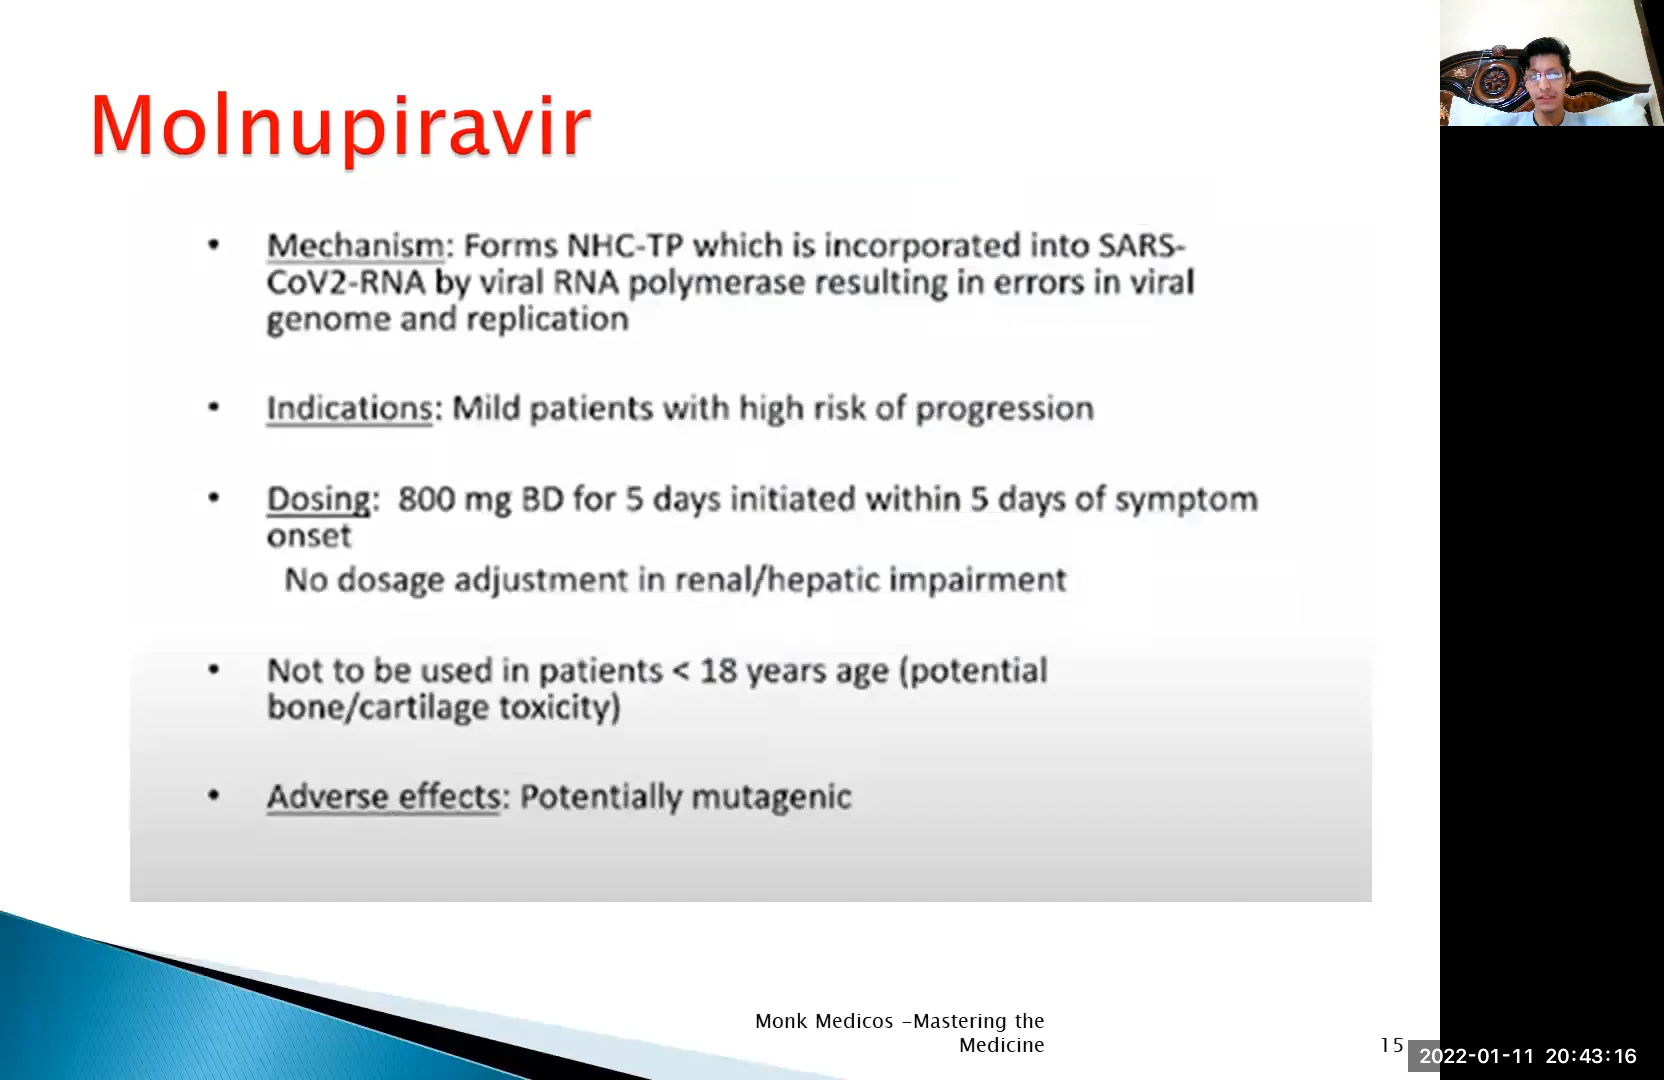 Molnupiravir
• Mechanism: Forms NHC-TP which is incorporated into SARS-
CoV2-RNA by viral RNA polymerase resulting in errors in viral
genome and replication
• Indications: Mild patients with high risk of progression
• Dosing: 800 mg BD for 5 days initiated within 5 days of symptom
onset
No dosage adjustment in renal/hepatic impairment
• Not to be used in patients < 18 years age (potential
bone/cartilage toxicity)
• Adverse effects: Potentially mutagenic
Monk Medicos -Mastering the
Medicine
15
2022-01-11 20:43:16